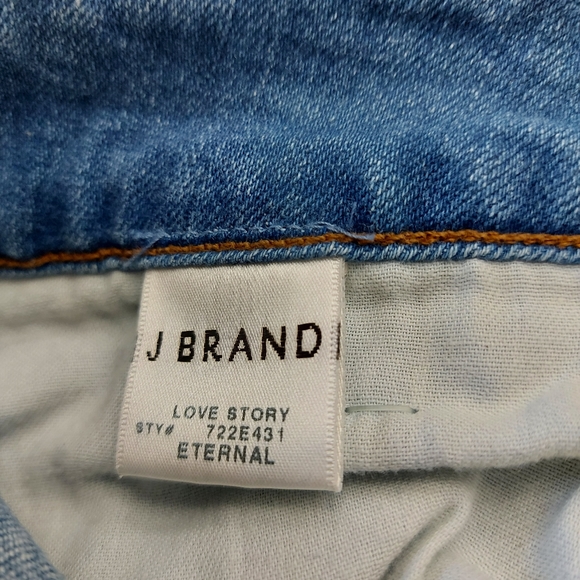 J BRAND
LOVE STORY
STY# 722E431
ETERNAL